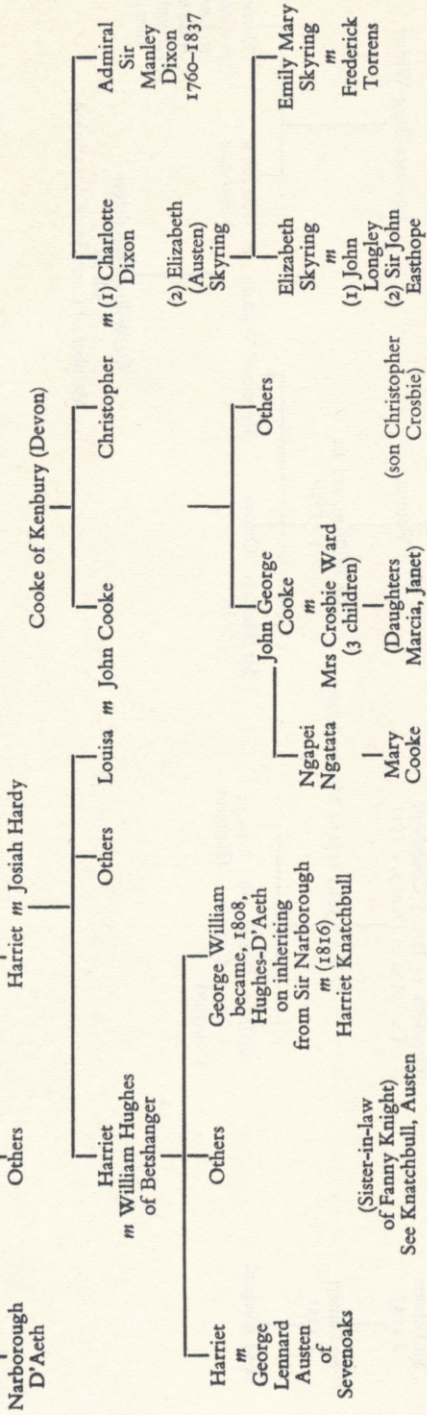 Narborough
D'Aeth
Others
Harriet m Josiah Hardy
Cooke of Kenbury (Devon)
Harriet
m William Hughes
of Betshanger
Others
Louisa m John Cooke
Christopher
m (1) Charlotte
Dixon
Admiral
Sir
Manley
Dixon
1760–1837
(2) Elizabeth
(Austen)
Skyring
Harriet
m
George
Lennard
Austen
of
Sevenoaks
Others
George William
became, 1808,
Hughes-D'Aeth
on inheriting
from Sir Narborough
m (1816)
Harriet Knatchbull
(Sister-in-law
of Fanny Knight)
See Knatchbull, Austen
Ngapei
Ngatata
Mary
Cooke
John George
Cooke
m
Mrs Crosbie Ward
(3 children)
(Daughters
Marcia, Janet)
Others
(son Christopher
Crosbie)
Elizabeth
Skyring
m
(1) John
Longley
(2) Sir John
Easthope
Emily Mary
Skyring
m
Frederick
Torrens